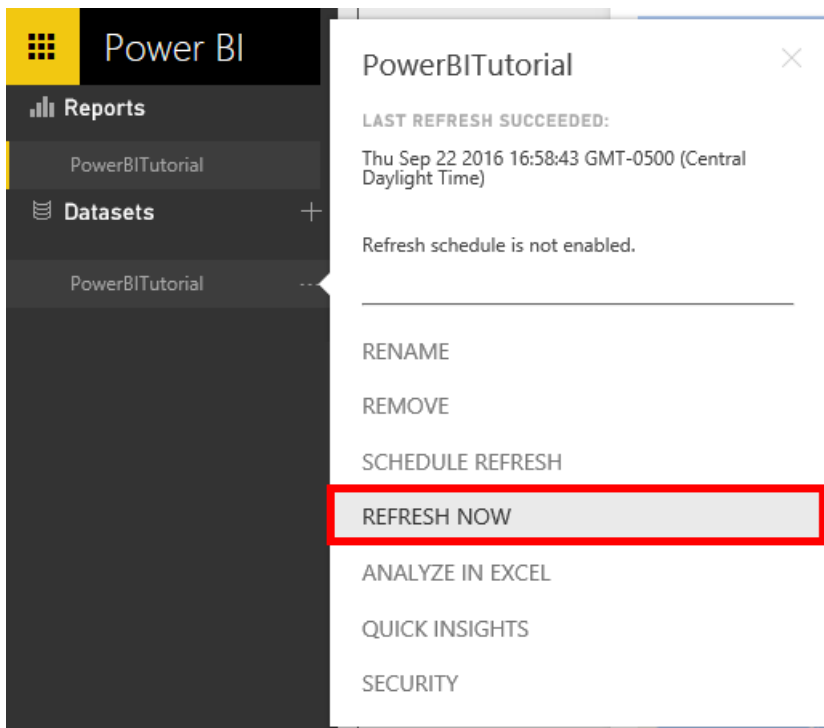 Power BI
Reports
PowerBITutorial
Datasets
PowerBITutorial
PowerBITutorial
LAST REFRESH SUCCEEDED:
Thu Sep 22 2016 16:58:43 GMT-0500 (Central
Daylight Time)
Refresh schedule is not enabled.
RENAME
REMOVE
SCHEDULE REFRESH
REFRESH NOW
ANALYZE IN EXCEL
QUICK INSIGHTS
SECURITY